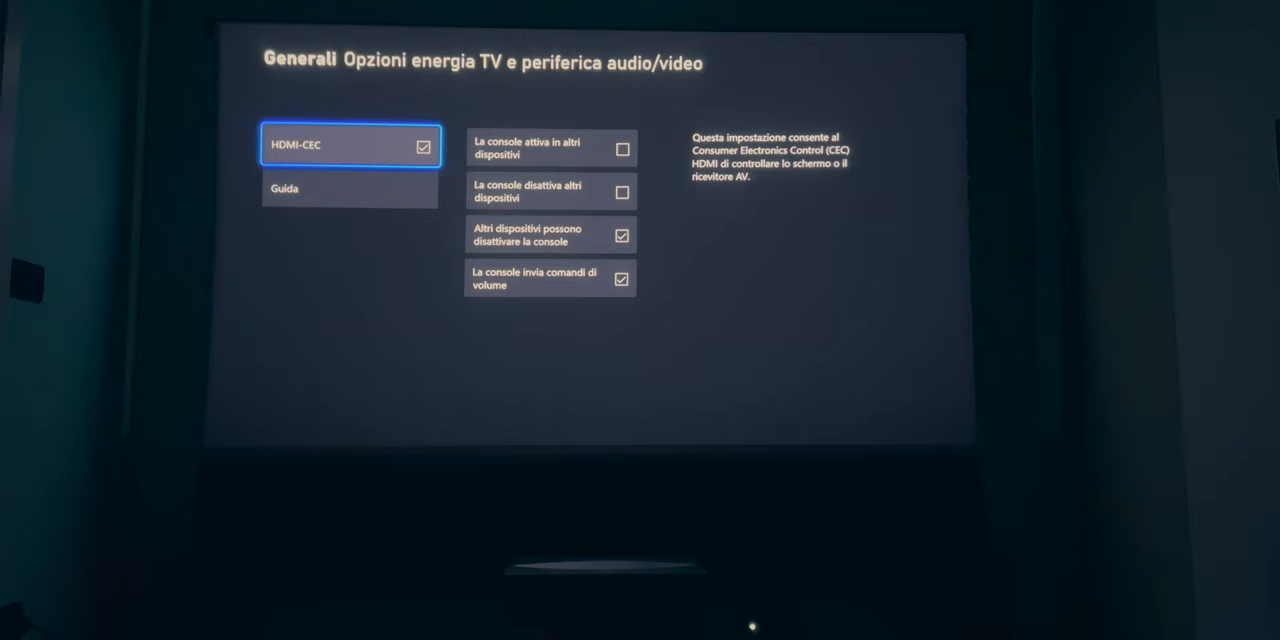 Generali Opzioni energia TV e periferica audio/video
HDMI-CEC
Guida
La console attiva in altri
dispositivi
La console disattiva altri
dispositivi
Altri dispositivi possono
disattivare la console
La console invia comandi di
volume
Questa impostazione consente al
Consumer Electronics Control (CEC)
HDMI di controllare lo schermo o il
ricevitore AV.